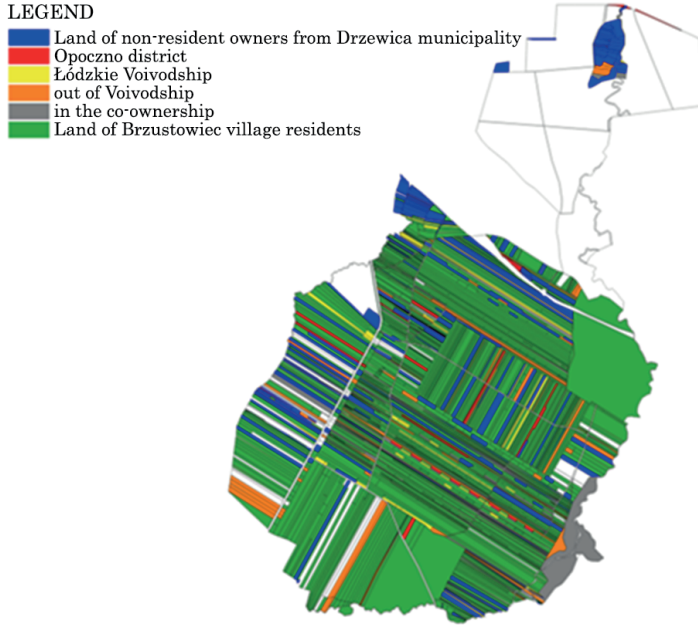 LEGEND
Land of non-resident owners from Drzewica municipality
Opoczno district
Łódzkie Voivodship
out of Voivodship
in the co-ownership
Land of Brzustowiec village residents